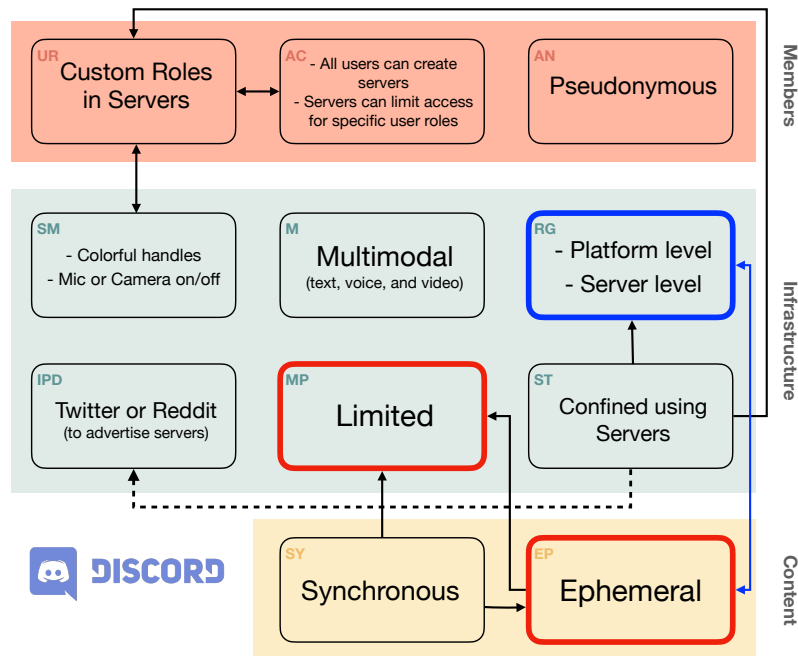 UR
Custom Roles
in Servers
AC
- All users can create
servers
- Servers can limit access
for specific user roles
AN
Pseudonymous
Members
SM
- Colorful handles
- Mic or Camera on/off
M
Multimodal
(text, voice, and video)
RG
- Platform level
- Server level
Infrastructure
IPD
Twitter or Reddit
(to advertise servers)
MP
Limited
ST
Confined using
Servers
DISCORD
SY
Synchronous
EP
Ephemeral
Content